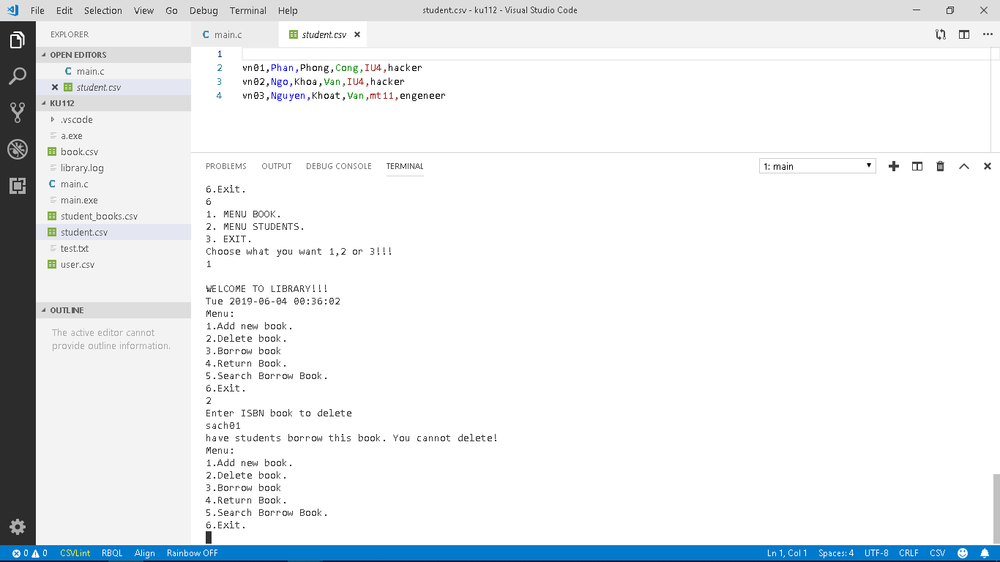 File Edit Selection View Go Debug Terminal Help
student.csv - ku112 - Visual Studio Code
EXPLORER
OPEN EDITORS
main.c
student.csv
KU112
.vscode
a.exe
book.csv
library.log
main.c
main.exe
student_books.csv
student.csv
test.txt
user.csv
OUTLINE
The active editor cannot
provide outline information.
main.c
student.csv
1
2 vn01,Phan,Phong,Cong,IU4,hacker
3 vn02,Ngo,Khoa,Van,IU4,hacker
4 vn03,Nguyen,Khoat,Van,mt11,engeneer
PROBLEMS OUTPUT DEBUG CONSOLE TERMINAL
1: main
6.Exit.
6
1. MENU BOOK.
2. MENU STUDENTS.
3. EXIT.
Choose what you want 1,2 or 3!!!
1
WELCOME TO LIBRARY!!!
Tue 2019-06-04 00:36:02
Menu:
1.Add new book.
2.Delete book.
3.Borrow book
4.Return Book.
5.Search Borrow Book.
6.Exit.
2
Enter ISBN book to delete
sach01
have students borrow this book. You cannot delete!
Menu:
1.Add new book.
2.Delete book.
3.Borrow book
4.Return Book.
5.Search Borrow Book.
6.Exit.
0 0 CSVLint RBQL Align Rainbow OFF
Ln 1, Col 1 Spaces: 4 UTF-8 CRLF CSV